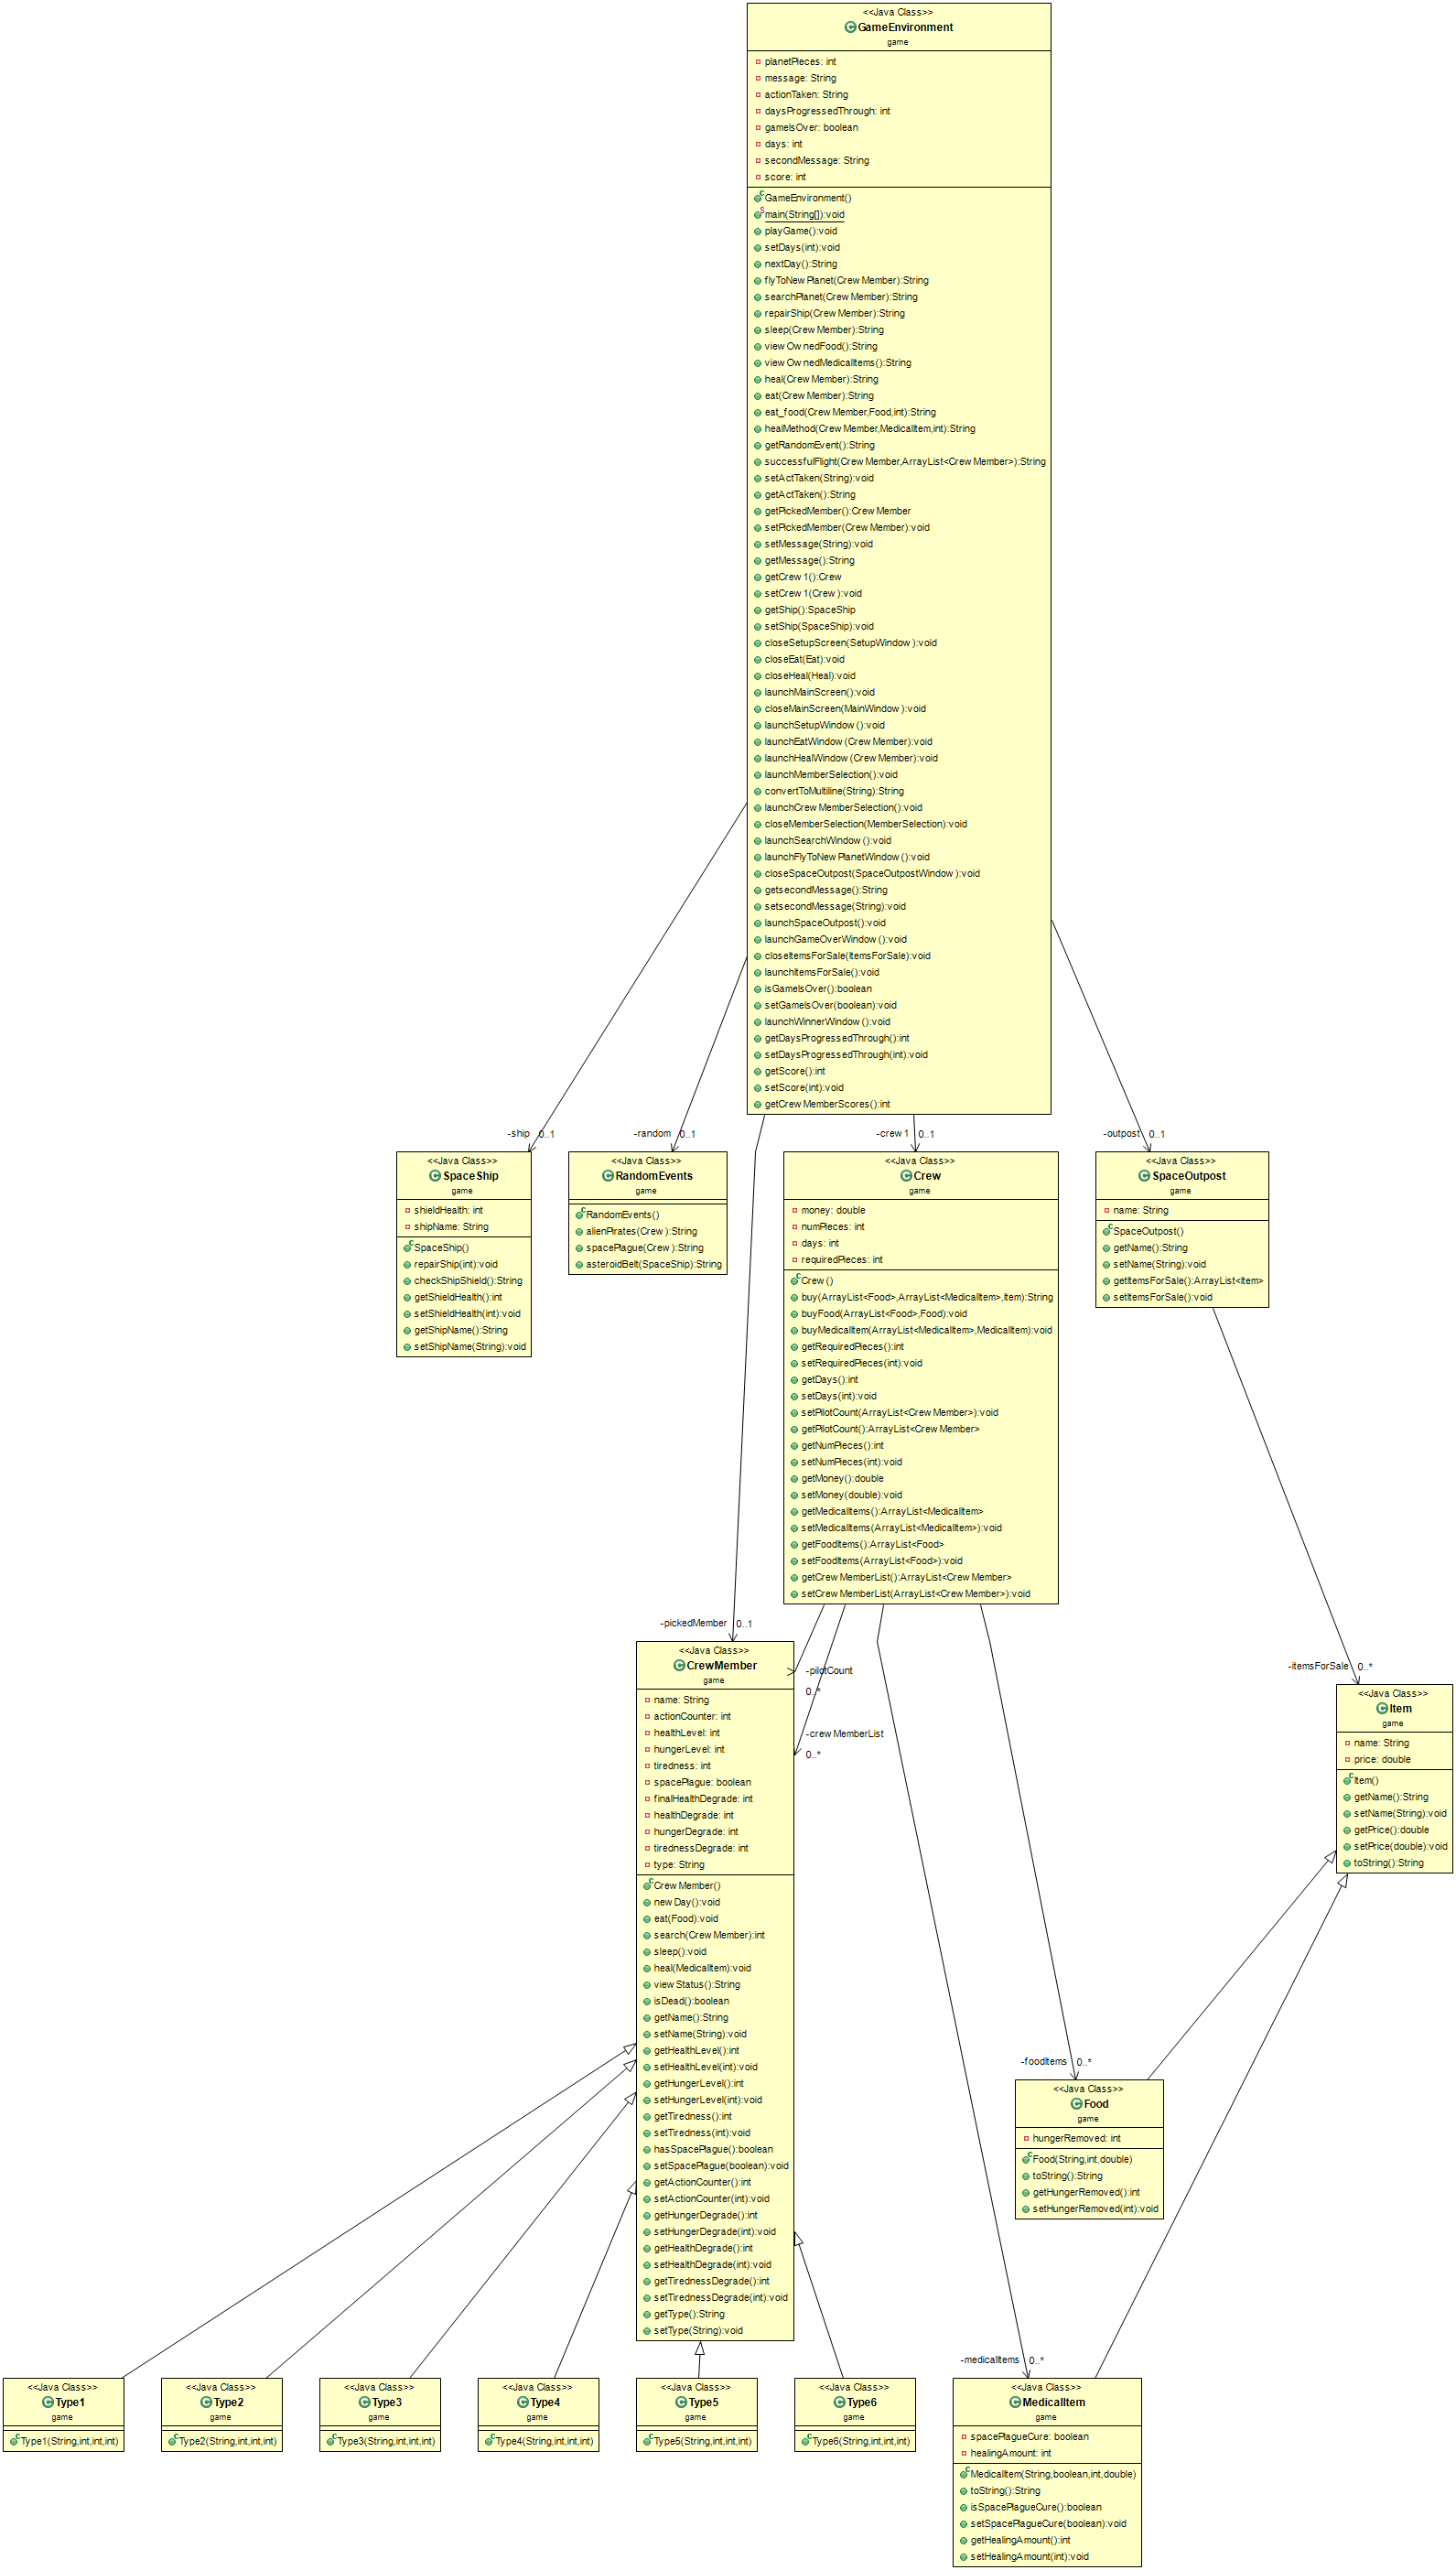 <<Java Class>>
GameEnvironment
game
planetPieces: int
message: String
actionTaken: String
daysProgressedThrough: int
gameIsOver: boolean
days: int
secondMessage: String
score: int
GameEnvironment()
main(String[]):void
playGame():void
setDays(int):void
nextDay():String
flyToNewPlanet(CrewMember):String
searchPlanet(CrewMember):String
repairShip(CrewMember):String
sleep(CrewMember):String
viewOwnedFood():String
viewOwnedMedicalItems():String
heal(CrewMember):String
eat(CrewMember):String
eat_food(CrewMember,Food,int):String
healMethod(CrewMember,MedicalItem,int):String
getRandomEvent():String
successfulFlight(CrewMember,ArrayList<CrewMember>):String
setActTaken(String):void
getActTaken():String
getPickedMember():CrewMember
setPickedMember(CrewMember):void
setMessage(String):void
getMessage():String
getCrew1():Crew
setCrew1(Crew):void
getShip():SpaceShip
setShip(SpaceShip):void
closeSetupScreen(SetupWindow):void
closeEat(Eat):void
closeHeal(Heal):void
launchMainScreen():void
closeMainScreen(MainWindow):void
launchSetupWindow():void
launchEatWindow(CrewMember):void
launchHealWindow(CrewMember):void
launchMemberSelection():void
convertToMultiline(String):String
launchCrewMemberSelection():void
closeMemberSelection(MemberSelection):void
launchSearchWindow():void
launchFlyToNewPlanetWindow():void
closeSpaceOutpost(SpaceOutpostWindow):void
getsecondMessage():String
setsecondMessage(String):void
launchSpaceOutpost():void
launchGameOverWindow():void
closeItemsForSale(ItemsForSale):void
launchItemsForSale():void
isGameIsOver():boolean
setGameIsOver(boolean):void
launchWinnerWindow():void
getDaysProgressedThrough():int
setDaysProgressedThrough(int):void
getScore():int
setScore(int):void
getCrewMemberScores():int
-ship 0..1
-random 0..1
-crew1 0..1
-outpost 0..1
<<Java Class>>
SpaceShip
game
shieldHealth: int
shipName: String
SpaceShip()
repairShip(int):void
checkShipShield():String
getShieldHealth():int
setShieldHealth(int):void
getShipName():String
setShipName(String):void
<<Java Class>>
RandomEvents
game
RandomEvents()
alienPirates(Crew):String
spacePlague(Crew):String
asteroidBelt(SpaceShip):String
<<Java Class>>
Crew
game
money: double
numPieces: int
days: int
requiredPieces: int
Crew()
buy(ArrayList<Food>,ArrayList<MedicalItem>,Item):String
buyFood(ArrayList<Food>,Food):void
buyMedicalItem(ArrayList<MedicalItem>,MedicalItem):void
getRequiredPieces():int
setRequiredPieces(int):void
getDays():int
setDays(int):void
setPilotCount(ArrayList<CrewMember>):void
getPilotCount():ArrayList<CrewMember>
getNumPieces():int
setNumPieces(int):void
getMoney():double
setMoney(double):void
getMedicalItems():ArrayList<MedicalItem>
setMedicalItems(ArrayList<MedicalItem>):void
getFoodItems():ArrayList<Food>
setFoodItems(ArrayList<Food>):void
getCrewMemberList():ArrayList<CrewMember>
setCrewMemberList(ArrayList<CrewMember>):void
<<Java Class>>
SpaceOutpost
game
name: String
SpaceOutpost()
getName():String
setName(String):void
getItemsForSale():ArrayList<Item>
setItemsForSale():void
-pickedMember 0..1
-pilotCount
0..*
-crewMemberList
0..*
-itemsForSale 0..*
<<Java Class>>
CrewMember
game
name: String
actionCounter: int
healthLevel: int
hungerLevel: int
tiredness: int
spacePlague: boolean
finalHealthDegrade: int
healthDegrade: int
hungerDegrade: int
tirednessDegrade: int
type: String
CrewMember()
newDay():void
eat(Food):void
search(CrewMember):int
sleep():void
heal(MedicalItem):void
viewStatus():String
isDead():boolean
getName():String
setName(String):void
getHealthLevel():int
setHealthLevel(int):void
getHungerLevel():int
setHungerLevel(int):void
getTiredness():int
setTiredness(int):void
hasSpacePlague():boolean
setSpacePlague(boolean):void
getActionCounter():int
setActionCounter(int):void
getHungerDegrade():int
setHungerDegrade(int):void
getHealthDegrade():int
setHealthDegrade(int):void
getTirednessDegrade():int
setTirednessDegrade(int):void
getType():String
setType(String):void
<<Java Class>>
Item
game
name: String
price: double
Item()
getName():String
setName(String):void
getPrice():double
setPrice(double):void
toString():String
-foodItems 0..*
<<Java Class>>
Food
game
hungerRemoved: int
Food(String,int,double)
toString():String
getHungerRemoved():int
setHungerRemoved(int):void
-medicalItems 0..*
<<Java Class>>
Type1
game
Type1(String,int,int,int)
<<Java Class>>
Type2
game
Type2(String,int,int,int)
<<Java Class>>
Type3
game
Type3(String,int,int,int)
<<Java Class>>
Type4
game
Type4(String,int,int,int)
<<Java Class>>
Type5
game
Type5(String,int,int,int)
<<Java Class>>
Type6
game
Type6(String,int,int,int)
<<Java Class>>
MedicalItem
game
spacePlagueCure: boolean
healingAmount: int
MedicalItem(String,boolean,int,double)
toString():String
isSpacePlagueCure():boolean
setSpacePlagueCure(boolean):void
getHealingAmount():int
setHealingAmount(int):void